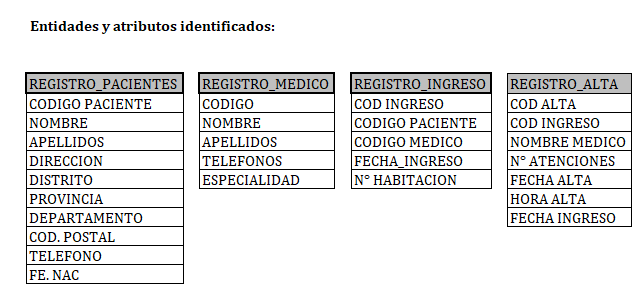 Entidades y atributos identificados:
REGISTRO_PACIENTES
CODIGO PACIENTE
NOMBRE
APELLIDOS
DIRECCION
DISTRITO
PROVINCIA
DEPARTAMENTO
COD. POSTAL
TELEFONO
FE. NAC
REGISTRO_MEDICO
CODIGO
NOMBRE
APELLIDOS
TELEFONOS
ESPECIALIDAD
REGISTRO_INGRESO
COD INGRESO
CODIGO PACIENTE
CODIGO MEDICO
FECHA_INGRESO
N° HABITACION
REGISTRO_ALTA
COD ALTA
COD INGRESO
NOMBRE MEDICO
N° ATENCIONES
FECHA ALTA
HORA ALTA
FECHA INGRESO